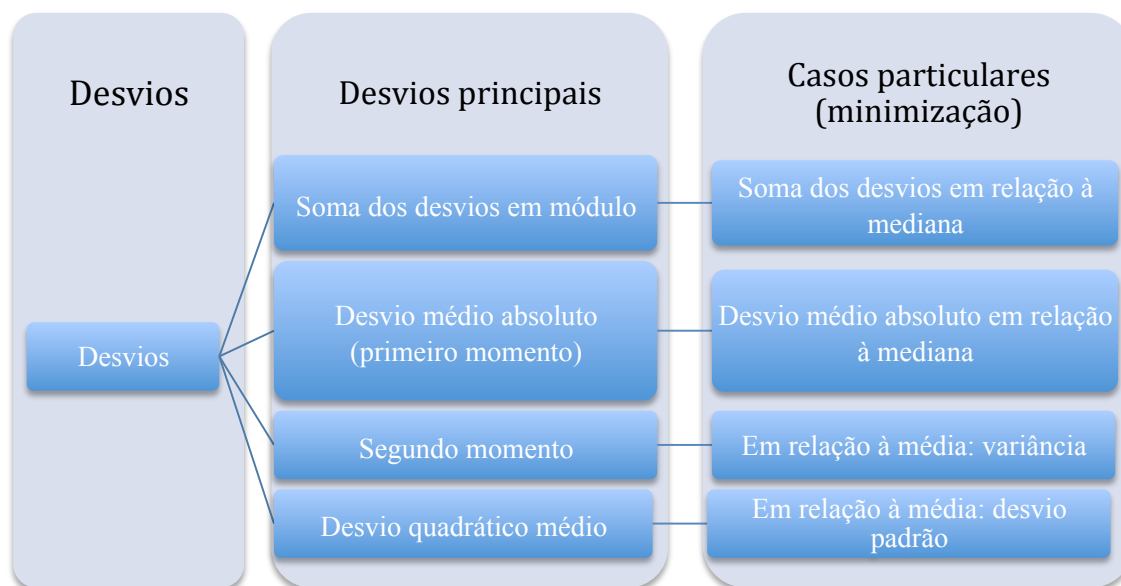 Desvios
Desvios principais
Casos particulares
(minimização)
Desvios
Soma dos desvios em módulo
Soma dos desvios em relação à
mediana
Desvio médio absoluto
(primeiro momento)
Desvio médio absoluto em relação
à mediana
Segundo momento
Em relação à média: variância
Desvio quadrático médio
Em relação à média: desvio
padrão